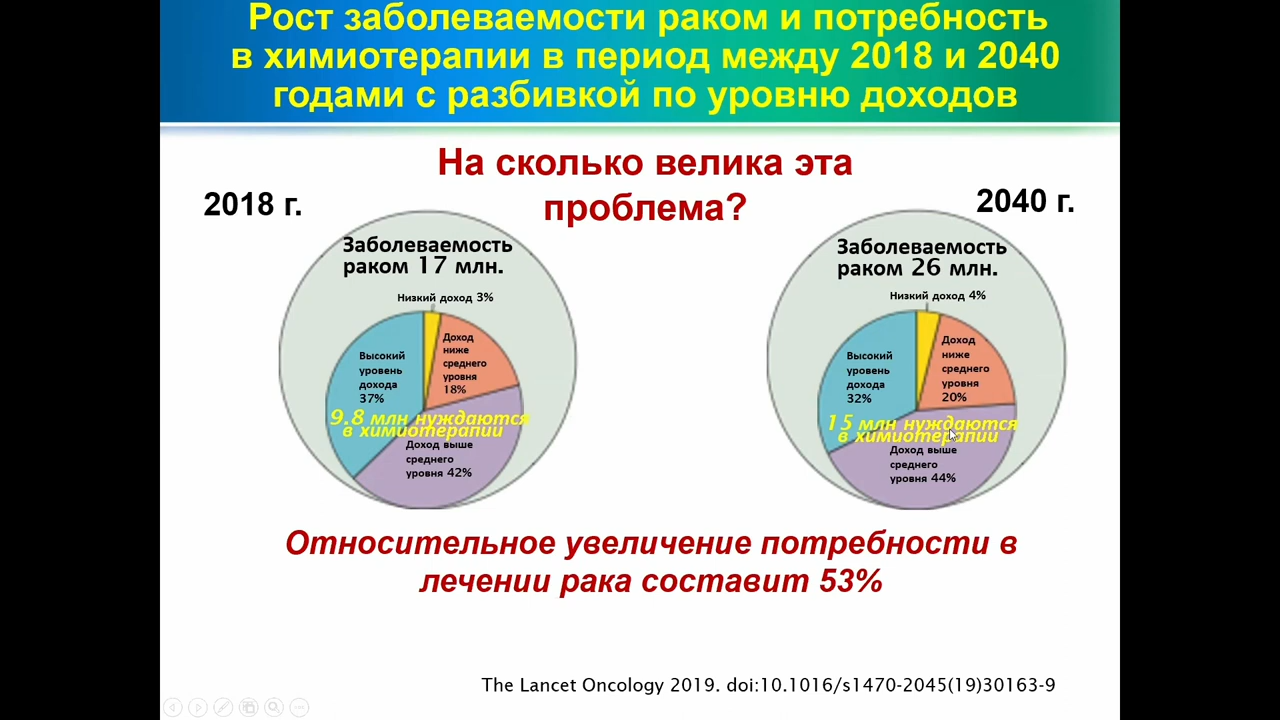 Рост заболеваемости раком и потребность
в химиотерапии в период между 2018 и 2040
годами с разбивкой по уровню доходов
На сколько велика эта
проблема?
2018 г.
Заболеваемость
раком 17 млн.
Низкий доход 3%
Доход
ниже
среднего
уровня
18%
Высокий
уровень
дохода
37%
9.8 млн нуждаются
в химиотерапии
Доход выше
среднего
уровня 42%
2040 г.
Заболеваемость
раком 26 млн.
Низкий доход 4%
Доход
ниже
среднего
уровня
20%
Высокий
уровень
дохода
32%
15 млн нуждаются
в химиотерапии
Доход выше
среднего
уровня 44%
Относительное увеличение потребности в
лечении рака составит 53%
The Lancet Oncology 2019. doi:10.1016/s1470-2045(19)30163-9